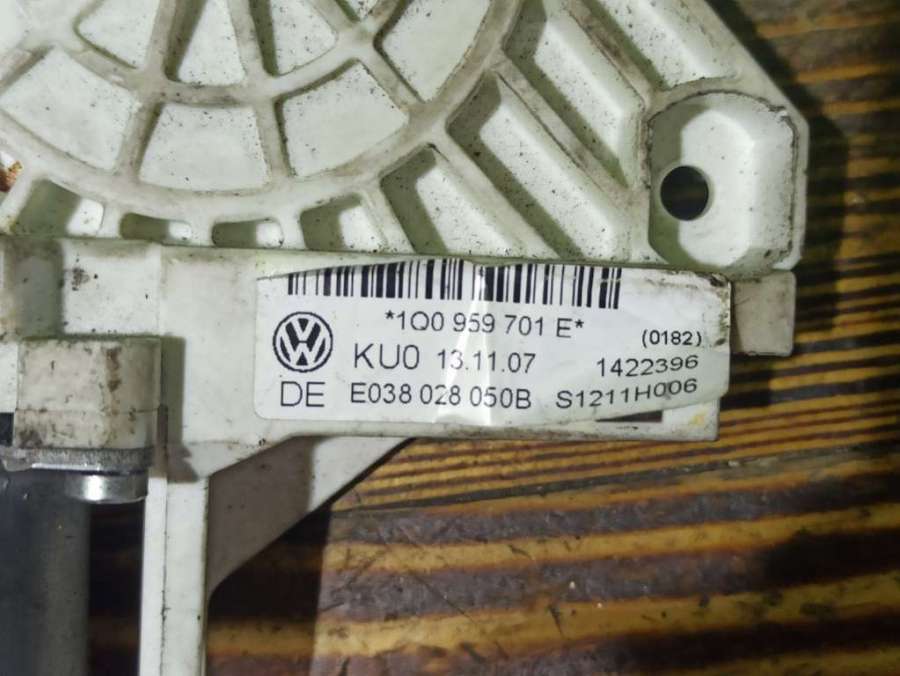 *1Q0 959 701 E*
(0182)
KU0 13.11.07 1422396
DE E038 028 050B S1211H006